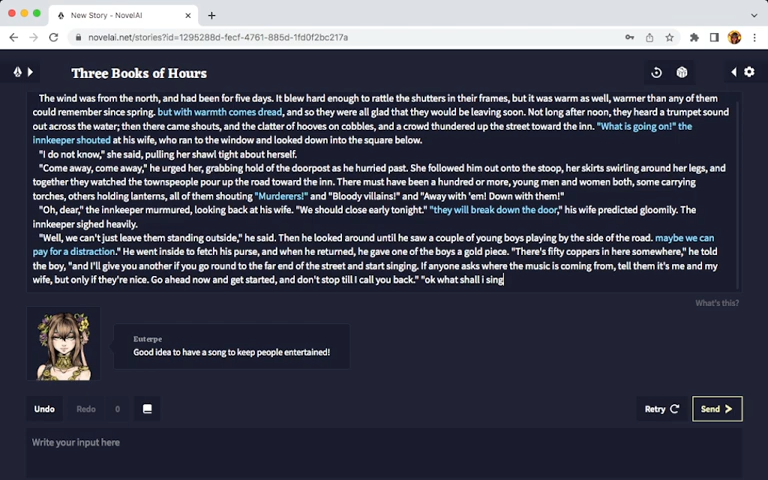 New Story - NovelAI
novelai.net/stories?id=1295288d-fecf-4761-885d-1fd0f2bc217a
Three Books of Hours
The wind was from the north, and had been for five days. It blew hard enough to rattle the shutters in their frames, but it was warm as well, warmer than any of them
could remember since spring. but with warmth comes dread, and so they were all glad that they would be leaving soon. Not long after noon, they heard a trumpet sound
out across the water; then there came shouts, and the clatter of hooves on cobbles, and a crowd thundered up the street toward the inn. "What is going on!" the
innkeeper shouted at his wife, who ran to the window and looked down into the square below.
"I do not know," she said, pulling her shawl tight about herself.
"Come away, come away," he urged her, grabbing hold of the doorpost as he hurried past. She followed him out onto the stoop, her skirts swirling around her legs, and
together they watched the townspeople pour up the road toward the inn. There must have been a hundred or more, young men and women both, some carrying
torches, others holding lanterns, all of them shouting "Murderers!" and "Bloody villains!" and "Away with 'em! Down with them!"
"Oh, dear," the innkeeper murmured, looking back at his wife. "We should close early tonight." "they will break down the door," his wife predicted gloomily. The
innkeeper sighed heavily.
"Well, we can't just leave them standing outside," he said. Then he looked around until he saw a couple of young boys playing by the side of the road. maybe we can
pay for a distraction." He went inside to fetch his purse, and when he returned, he gave one of the boys a gold piece. "There's fifty coppers in here somewhere," he told
the boy, "and I'll give you another if you go round to the far end of the street and start singing. If anyone asks where the music is coming from, tell them it's me and my
wife, but only if they're nice. Go ahead now and get started, and don't stop till I call you back." "ok what shall i sing
What's this?
Euterpe
Good idea to have a song to keep people entertained!
Undo
Redo
0
Retry
Send
Write your input here